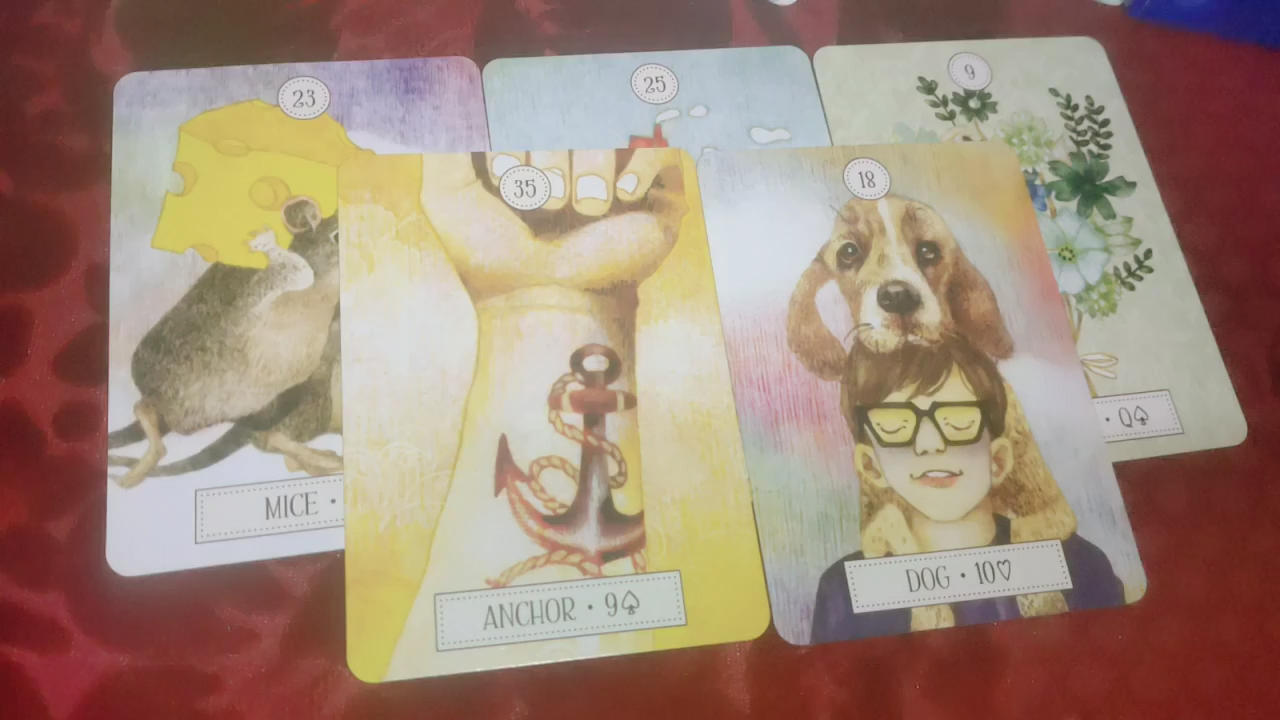 23
25
9
35
18
MICE •
ANCHOR • 9♤
DOG • 10♡
• Q♤